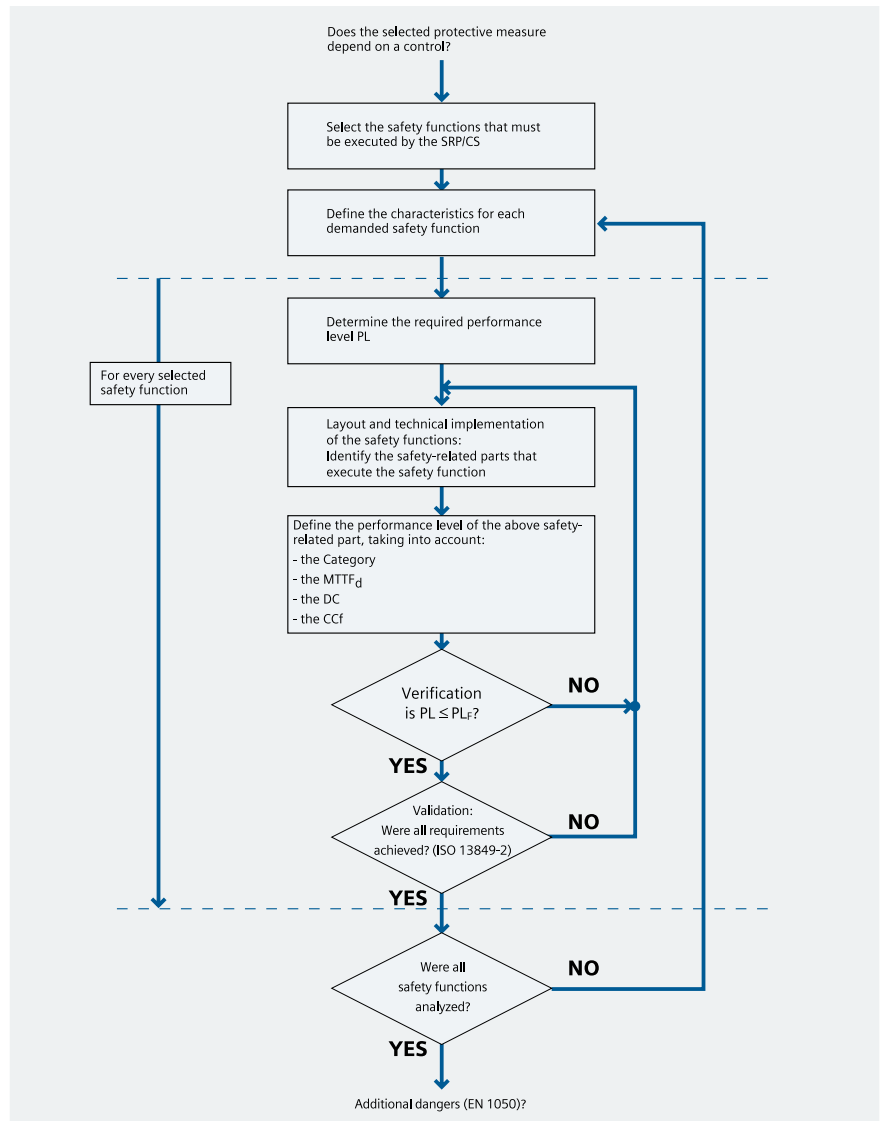 Does the selected protective measure
depend on a control?
Select the safety functions that must
be executed by the SRP/CS
Define the characteristics for each
demanded safety function
Determine the required performance
level PL
For every selected
safety function
Layout and technical implementation
of the safety functions:
Identify the safety-related parts that
execute the safety function
Define the performance level of the above safety-
related part, taking into account:
- the Category
- the MTTFd
- the DC
- the CCf
Verification
is PL ≤ PLF?
NO
YES
Validation:
Were all requirements
achieved? (ISO 13849-2)
NO
YES
Were all
safety functions
analyzed?
NO
YES
Additional dangers (EN 1050)?